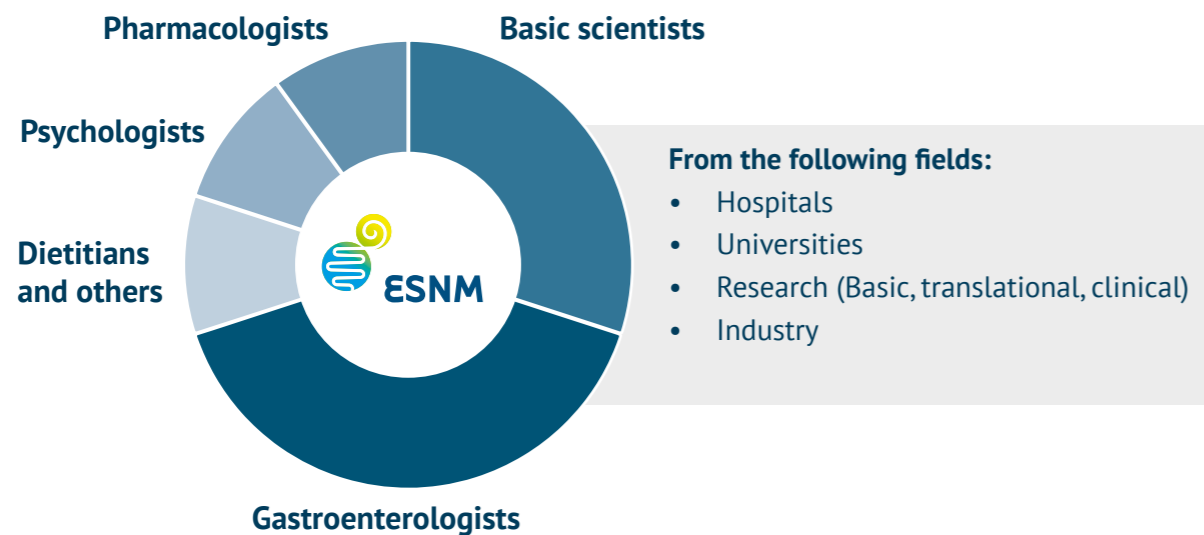 Pharmacologists
Basic scientists
Psychologists
From the following fields:
• Hospitals
• Universities
• Research (Basic, translational, clinical)
• Industry
Dietitians
and others
ESNM
Gastroenterologists